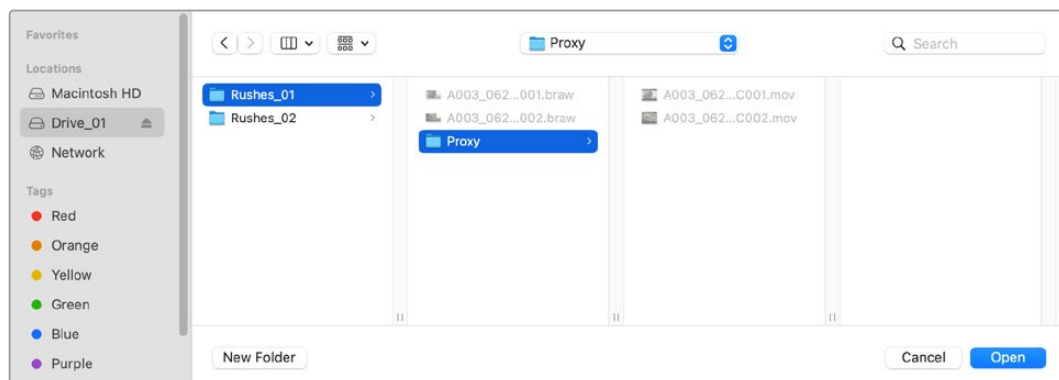 Favorites
Locations
Macintosh HD
Drive_01
Network
Tags
Red
Orange
Yellow
Green
Blue
Purple
Proxy
Search
Rushes_01
Rushes_02
A003_062...001.braw
A003_062...002.braw
Proxy
A003_062...C001.mov
A003_062...C002.mov
New Folder
Cancel
Open